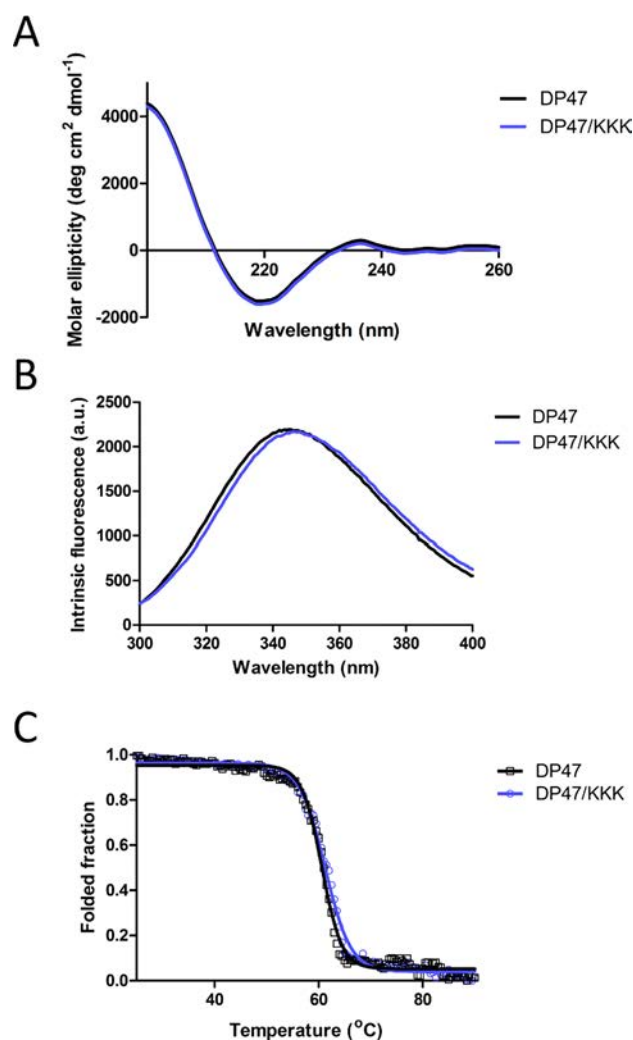 A
Molar ellipticity (deg cm² dmol⁻¹)
4000
2000
0
-2000
220
240
260
Wavelength (nm)
DP47
DP47/KKK
B
Intrinsic fluorescence (a.u.)
2500
2000
1500
1000
500
0
300
320
340
360
380
400
Wavelength (nm)
DP47
DP47/KKK
C
Folded fraction
1.0
0.8
0.6
0.4
0.2
0.0
40
60
80
Temperature (°C)
DP47
DP47/KKK